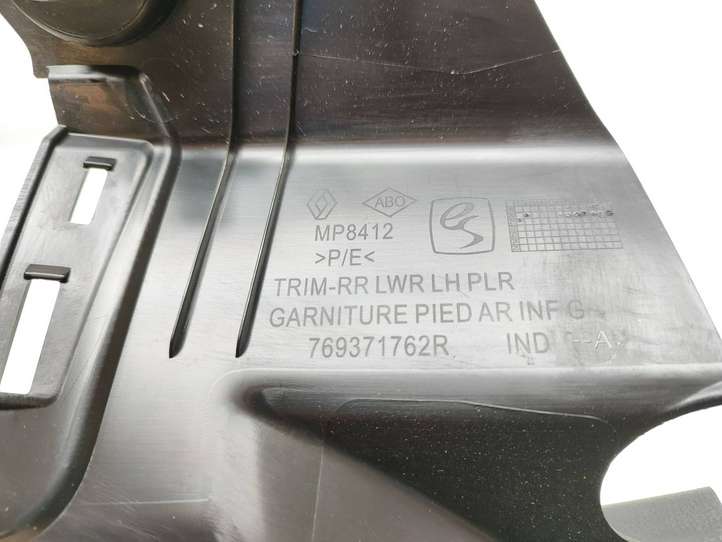 ABO
MP8412
>P/E<
TRIM-RR LWR LH PLR
GARNITURE PIED AR INF G
769371762R IND